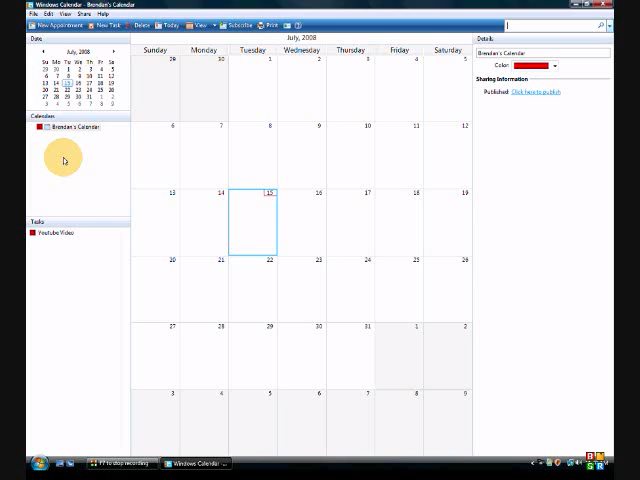 Windows Calendar - Brendan's Calendar
File Edit View Share Help
New Appointment New Task Delete Today View Subscribe Print
Date
July, 2008
Su Mo Tu We Th Fr Sa
29 30 1 2 3 4 5
6 7 8 9 10 11 12
13 14 15 16 17 18 19
20 21 22 23 24 25 26
27 28 29 30 31 1 2
3 4 5 6 7 8 9
Calendars
Brendan's Calendar
Tasks
Youtube Video
July, 2008
Sunday Monday Tuesday Wednesday Thursday Friday Saturday
29 30 1 2 3 4 5
6 7 8 9 10 11 12
13 14 15 16 17 18 19
20 21 22 23 24 25 26
27 28 29 30 31 1 2
3 4 5 6 7 8 9
Details
Brendan's Calendar
Color:
Sharing Information
Published: Click here to publish
F7 to stop recording
Windows Calendar - ...